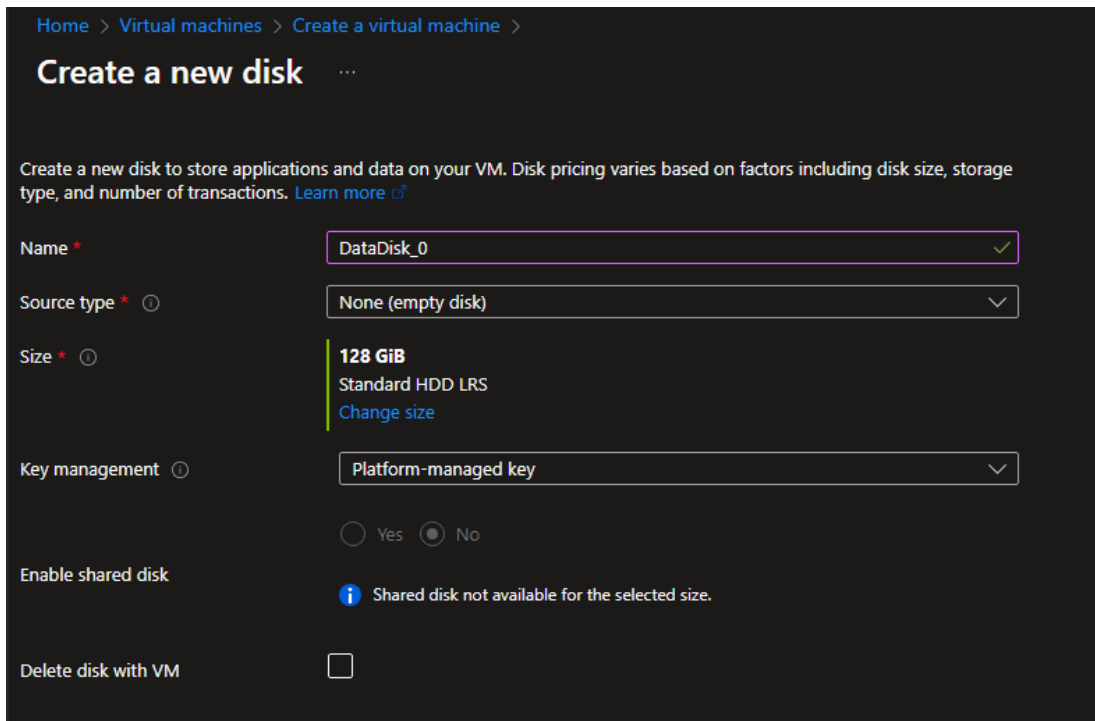 Home > Virtual machines > Create a virtual machine >
Create a new disk ...
Create a new disk to store applications and data on your VM. Disk pricing varies based on factors including disk size, storage
type, and number of transactions. Learn more
Name *
DataDisk_0
Source type *
None (empty disk)
Size *
128 GiB
Standard HDD LRS
Change size
Key management
Platform-managed key
Yes No
Enable shared disk
Shared disk not available for the selected size.
Delete disk with VM